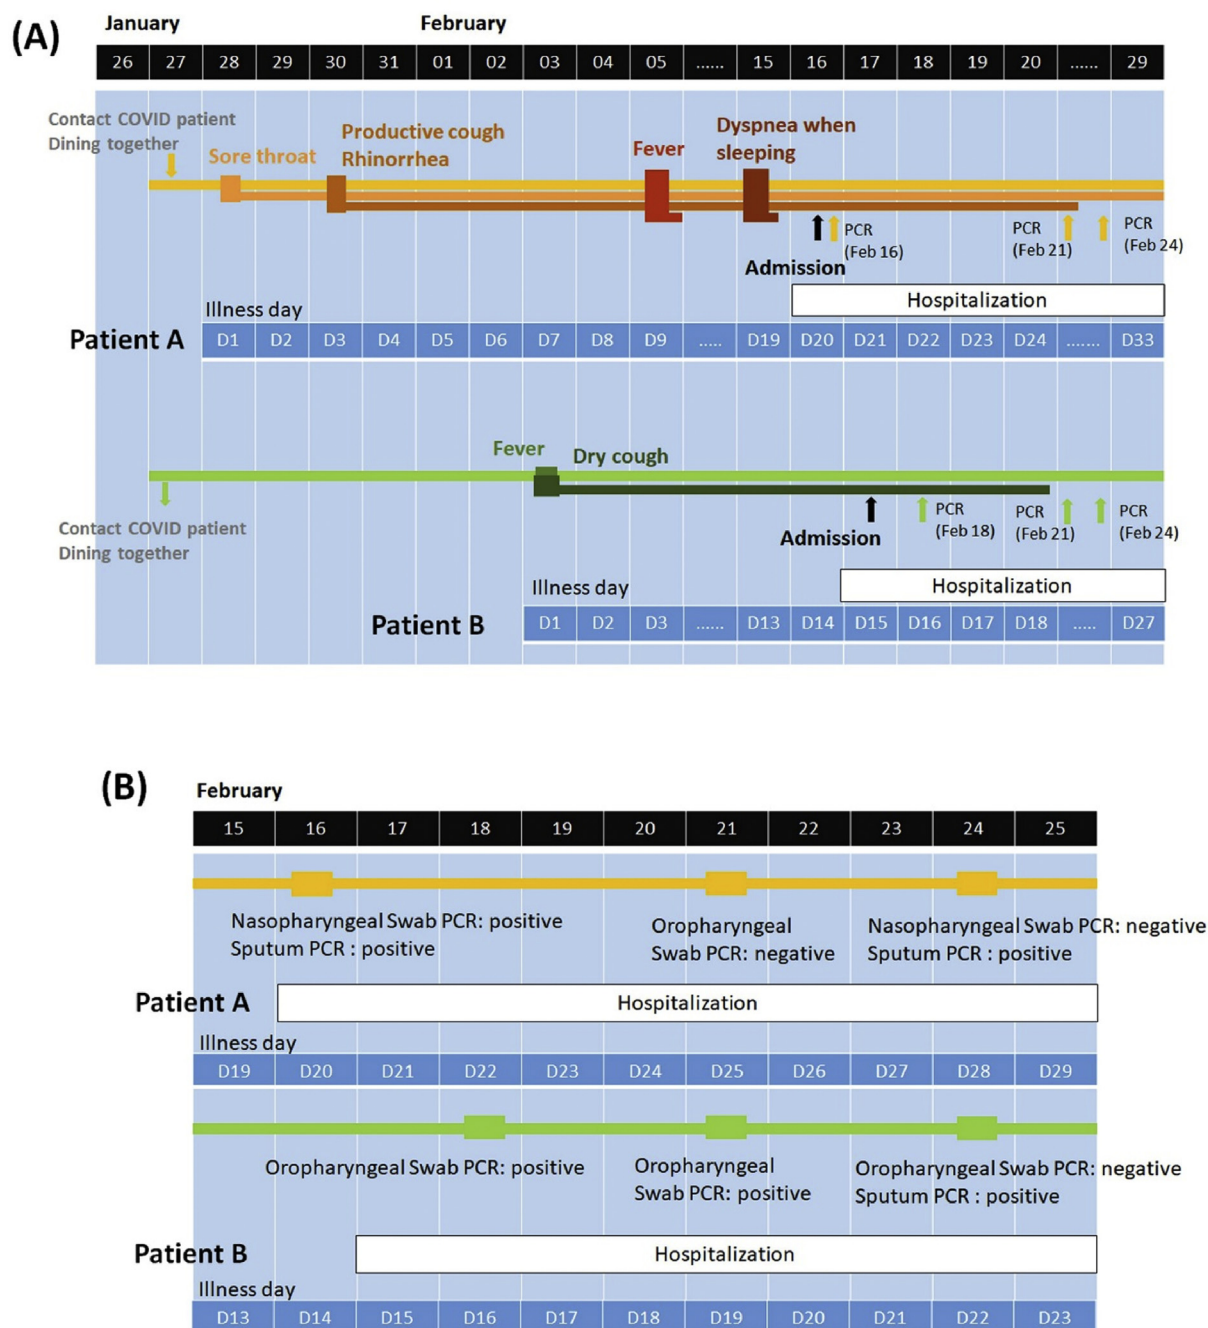 (A)
January February
26 27 28 29 30 31 01 02 03 04 05 ...... 15 16 17 18 19 20 ...... 29
Contact COVID patient
Dining together
Sore throat
Productive cough
Rhinorrhea
Fever
Dyspnea when
sleeping
Admission
PCR
(Feb 16)
PCR
(Feb 21)
PCR
(Feb 24)
Hospitalization
Illness day
Patient A
D1 D2 D3 D4 D5 D6 D7 D8 D9 ..... D19 D20 D21 D22 D23 D24 ....... D33
Fever
Dry cough
Contact COVID patient
Dining together
Admission
PCR
(Feb 18)
PCR
(Feb 21)
PCR
(Feb 24)
Hospitalization
Illness day
Patient B
D1 D2 D3 ...... D13 D14 D15 D16 D17 D18 ..... D27
(B)
February
15 16 17 18 19 20 21 22 23 24 25
Nasopharyngeal Swab PCR: positive
Sputum PCR : positive
Oropharyngeal
Swab PCR: negative
Nasopharyngeal Swab PCR: negative
Sputum PCR : positive
Patient A
Hospitalization
Illness day
D19 D20 D21 D22 D23 D24 D25 D26 D27 D28 D29
Oropharyngeal Swab PCR: positive
Oropharyngeal
Swab PCR: positive
Oropharyngeal Swab PCR: negative
Sputum PCR : positive
Patient B
Hospitalization
Illness day
D13 D14 D15 D16 D17 D18 D19 D20 D21 D22 D23